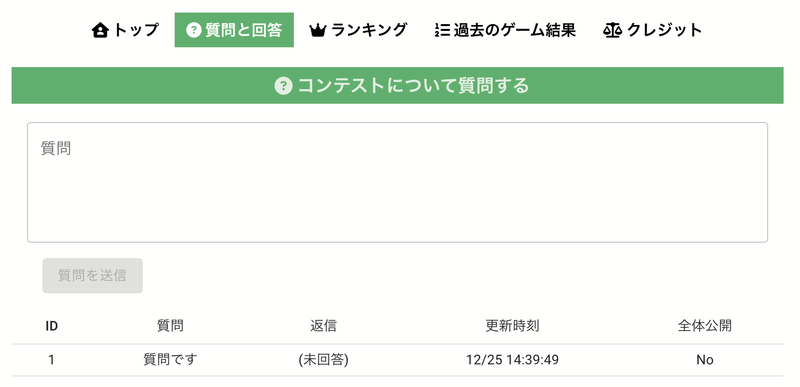 トップ 質問と回答 ランキング 過去のゲーム結果 クレジット
コンテストについて質問する
質問
質問を送信
ID 質問 返信 更新時刻 全体公開
1 質問です (未回答) 12/25 14:39:49 No